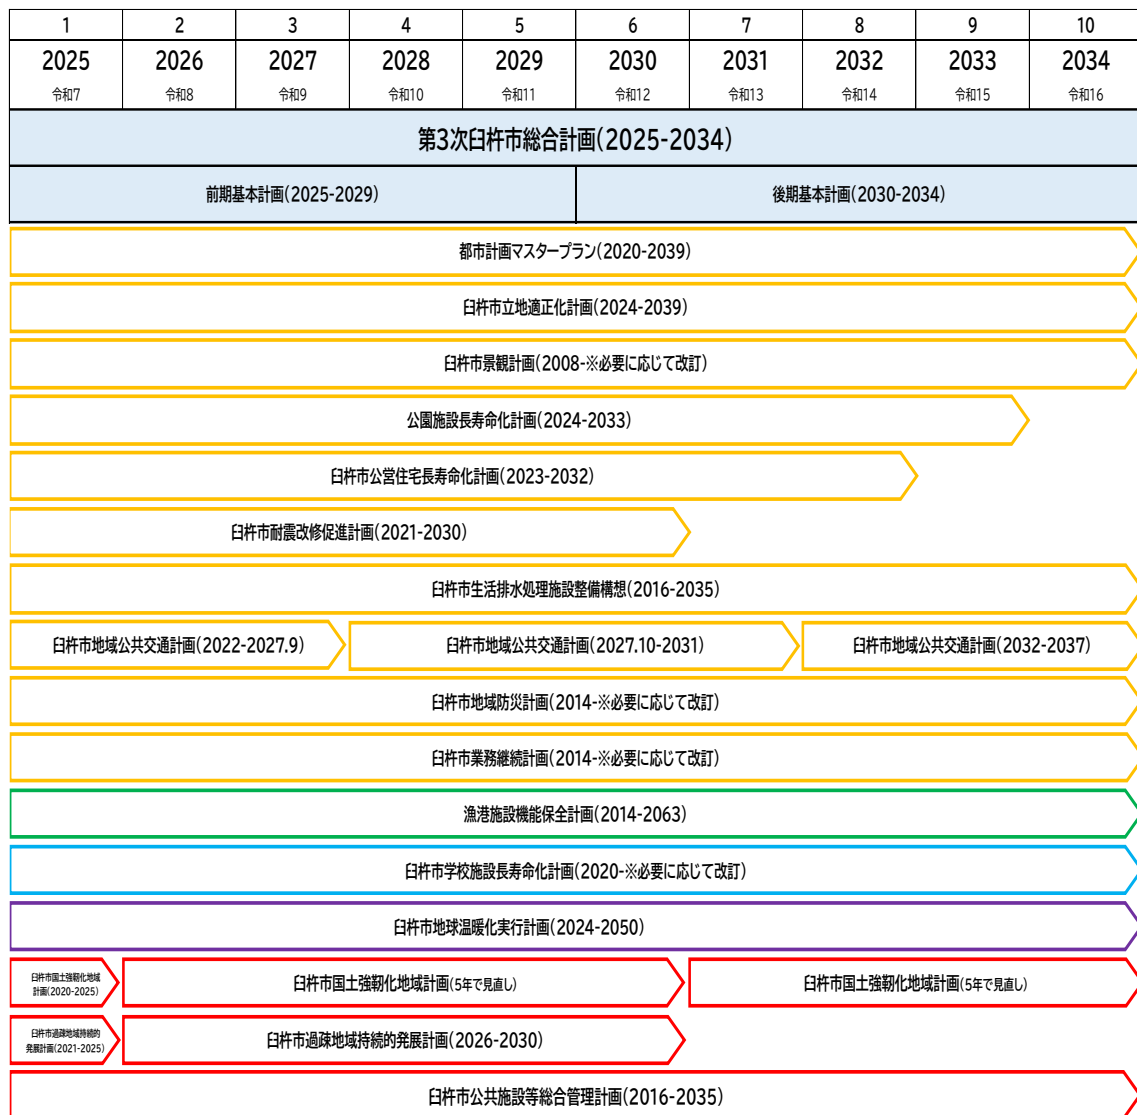 1 2 3 4 5 6 7 8 9 10
2025 2026 2027 2028 2029 2030 2031 2032 2033 2034
令和7 令和8 令和9 令和10 令和11 令和12 令和13 令和14 令和15 令和16
第3次臼杵市総合計画(2025-2034)
前期基本計画(2025-2029) 後期基本計画(2030-2034)
都市計画マスタープラン(2020-2039)
臼杵市立地適正化計画(2024-2039)
臼杵市景観計画(2008-※必要に応じて改訂)
公園施設長寿命化計画(2024-2033)
臼杵市公営住宅長寿命化計画(2023-2032)
臼杵市耐震改修促進計画(2021-2030)
臼杵市生活排水処理施設整備構想(2016-2035)
臼杵市地域公共交通計画(2022-2027.9) 臼杵市地域公共交通計画(2027.10-2031) 臼杵市地域公共交通計画(2032-2037)
臼杵市地域防災計画(2014-※必要に応じて改訂)
臼杵市業務継続計画(2014-※必要に応じて改訂)
漁港施設機能保全計画(2014-2063)
臼杵市学校施設長寿命化計画(2020-※必要に応じて改訂)
臼杵市地球温暖化実行計画(2024-2050)
臼杵市国土強靭化地域
計画(2020-2025)
臼杵市国土強靭化地域計画(5年で見直し) 臼杵市国土強靭化地域計画(5年で見直し)
臼杵市過疎地域持続的
発展計画(2021-2025)
臼杵市過疎地域持続的発展計画(2026-2030)
臼杵市公共施設等総合管理計画(2016-2035)